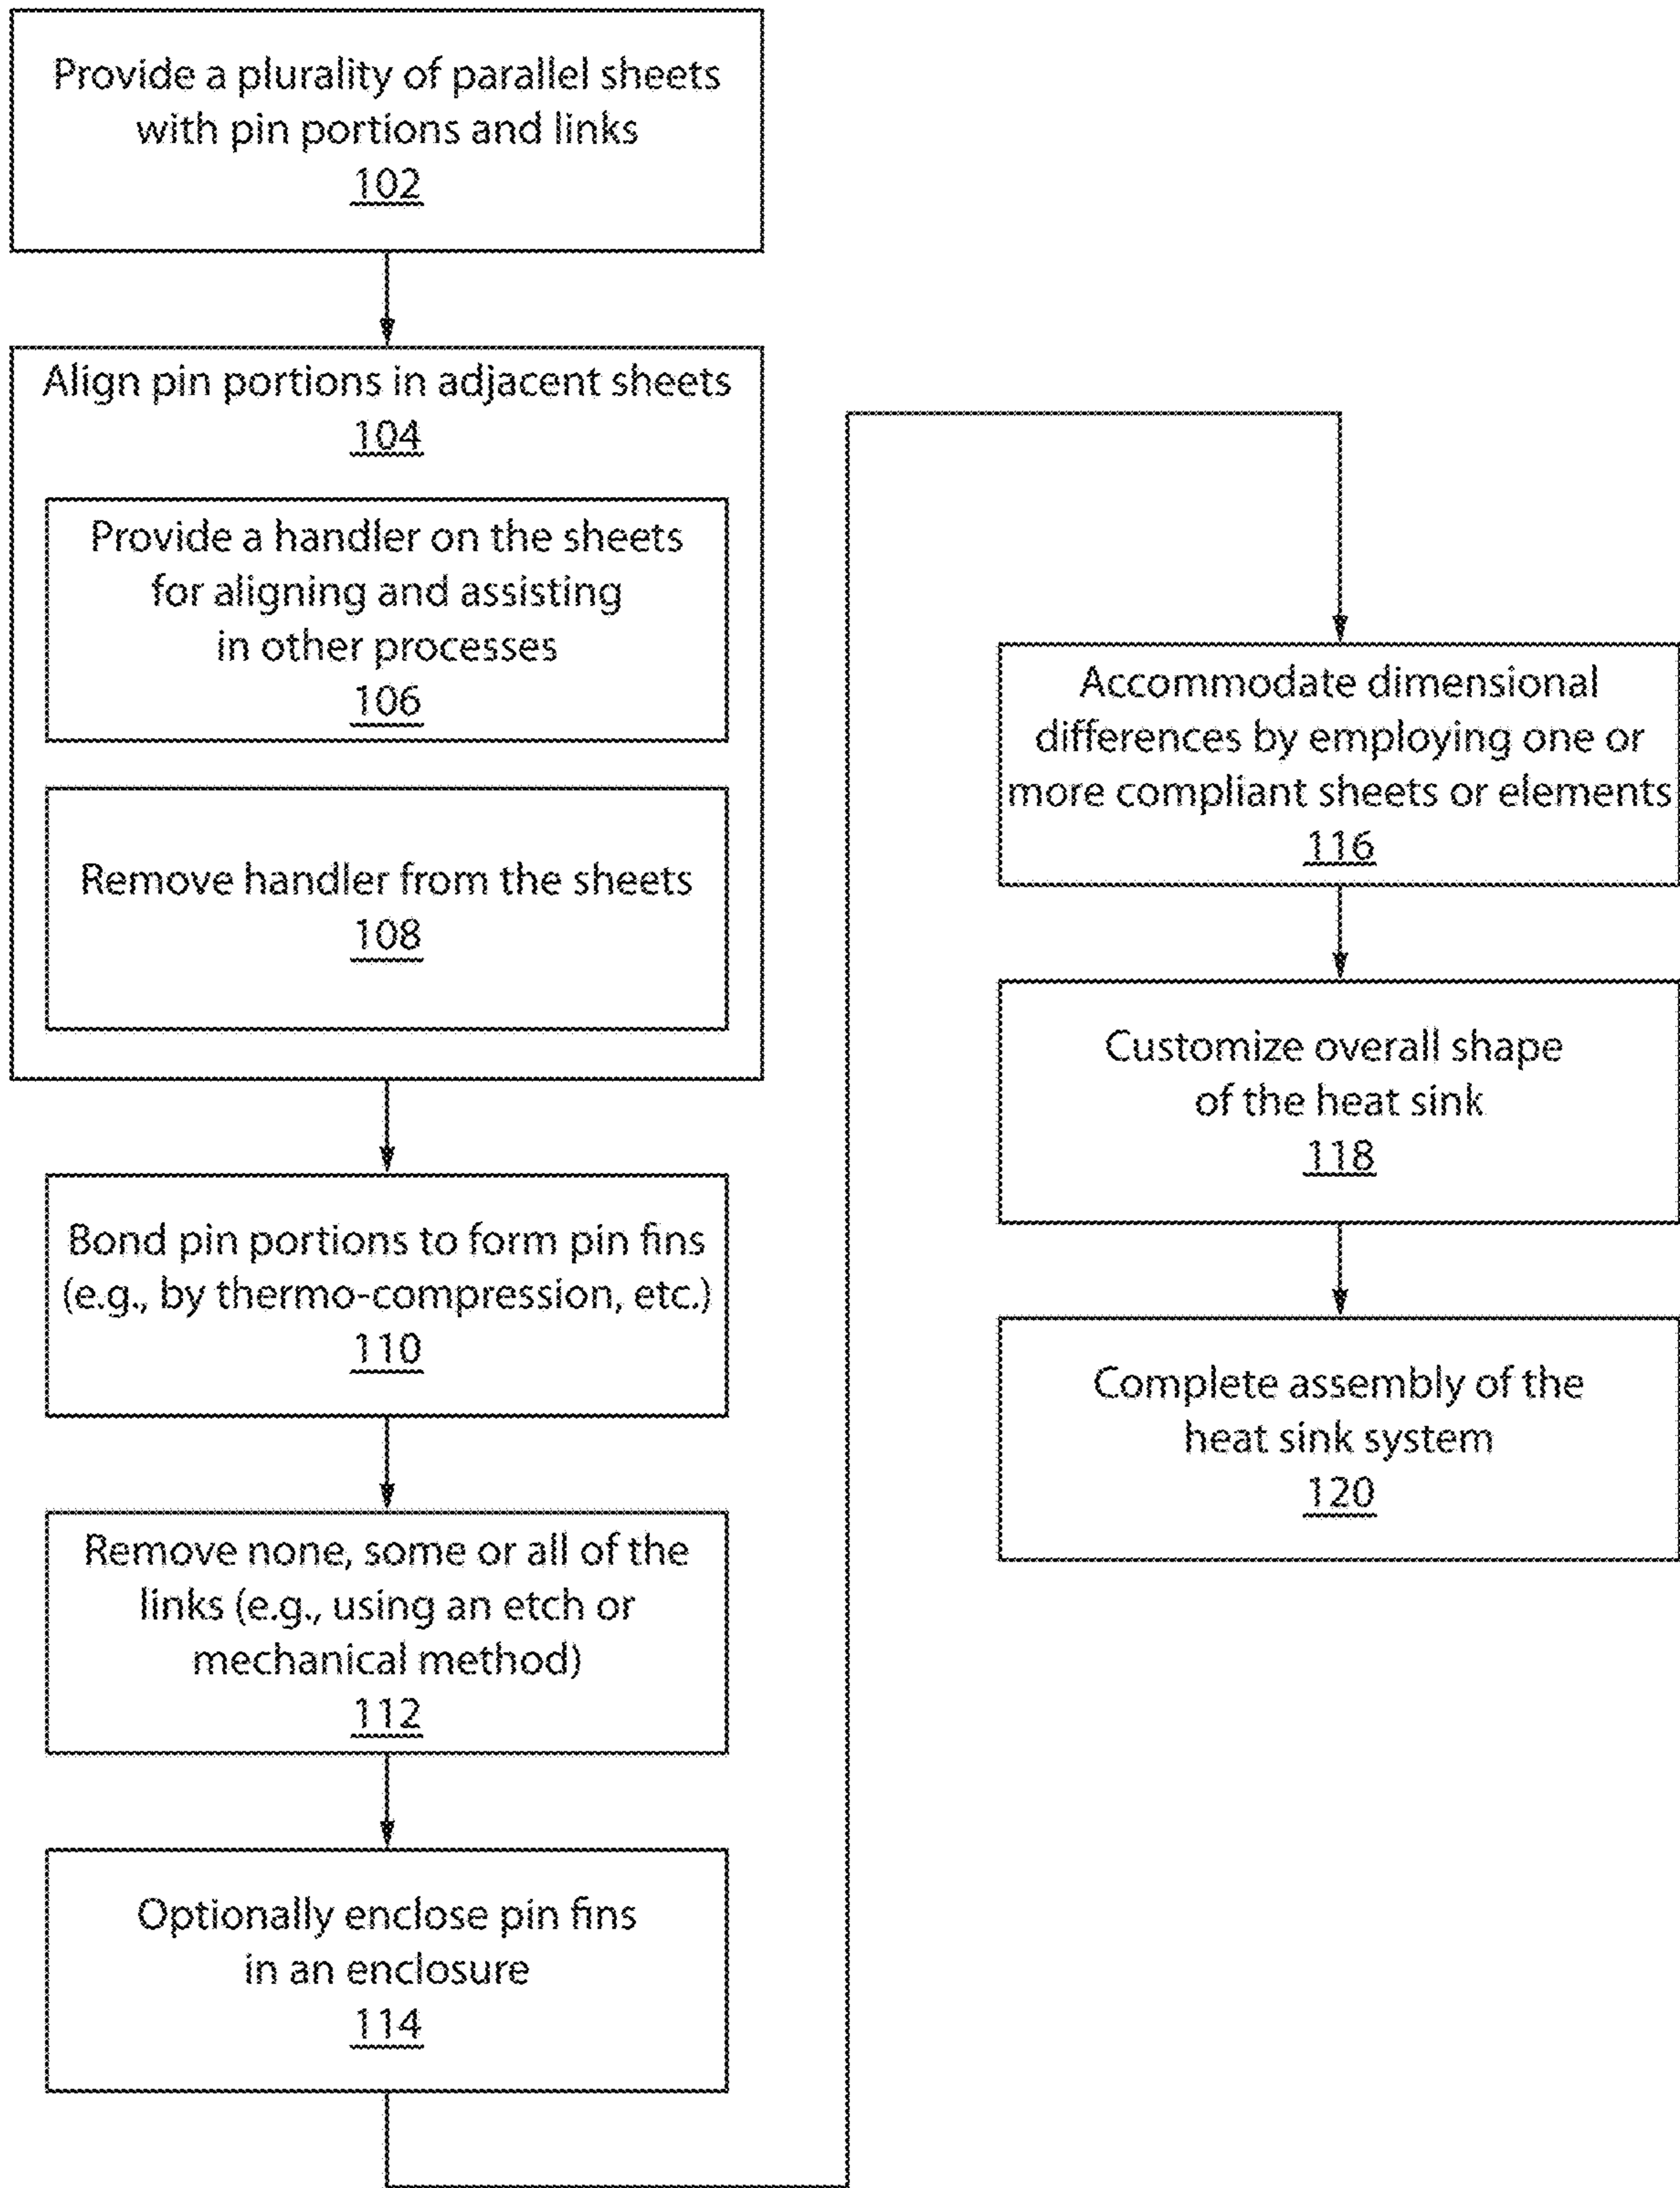 Provide a plurality of parallel sheets
with pin portions and links
102
Align pin portions in adjacent sheets
104
Provide a handler on the sheets
for aligning and assisting
in other processes
106
Remove handler from the sheets
108
Bond pin portions to form pin fins
(e.g., by thermo-compression, etc.)
110
Remove none, some or all of the
links (e.g., using an etch or
mechanical method)
112
Optionally enclose pin fins
in an enclosure
114
Accommodate dimensional
differences by employing one or
more compliant sheets or elements
116
Customize overall shape
of the heat sink
118
Complete assembly of the
heat sink system
120